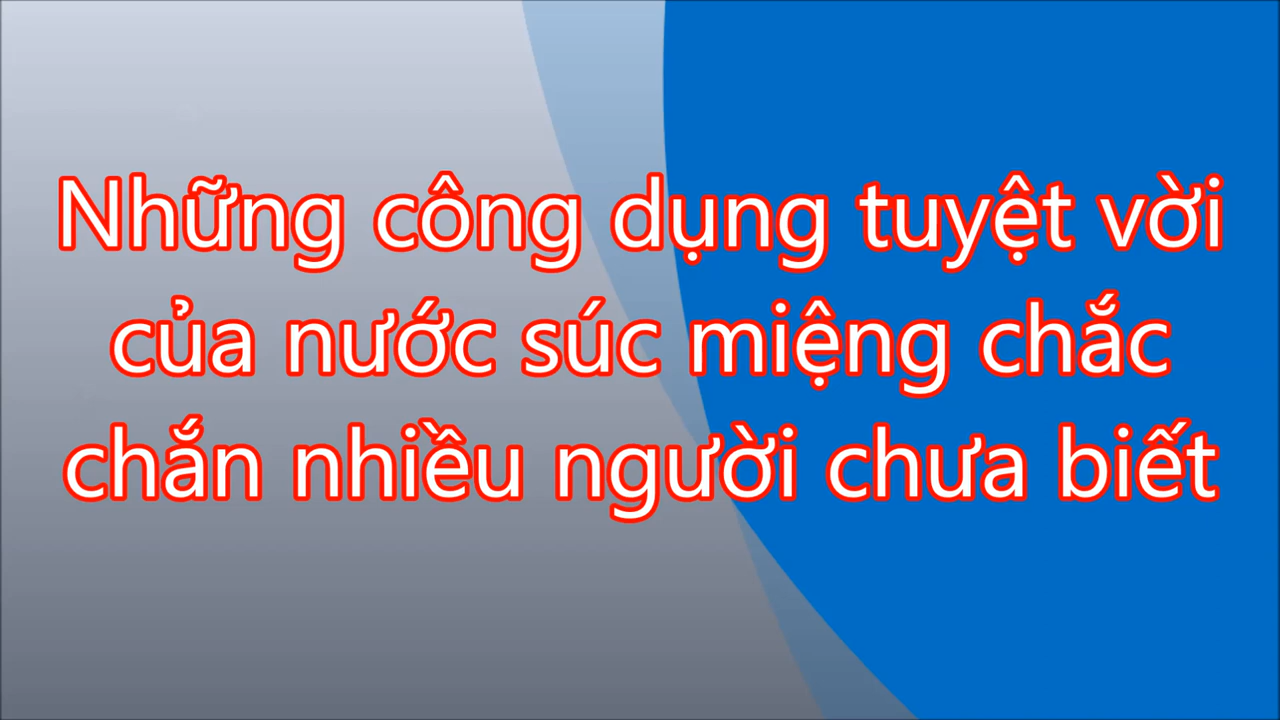 Những công dụng tuyệt vời
của nước súc miệng chắc
chắn nhiều người chưa biết